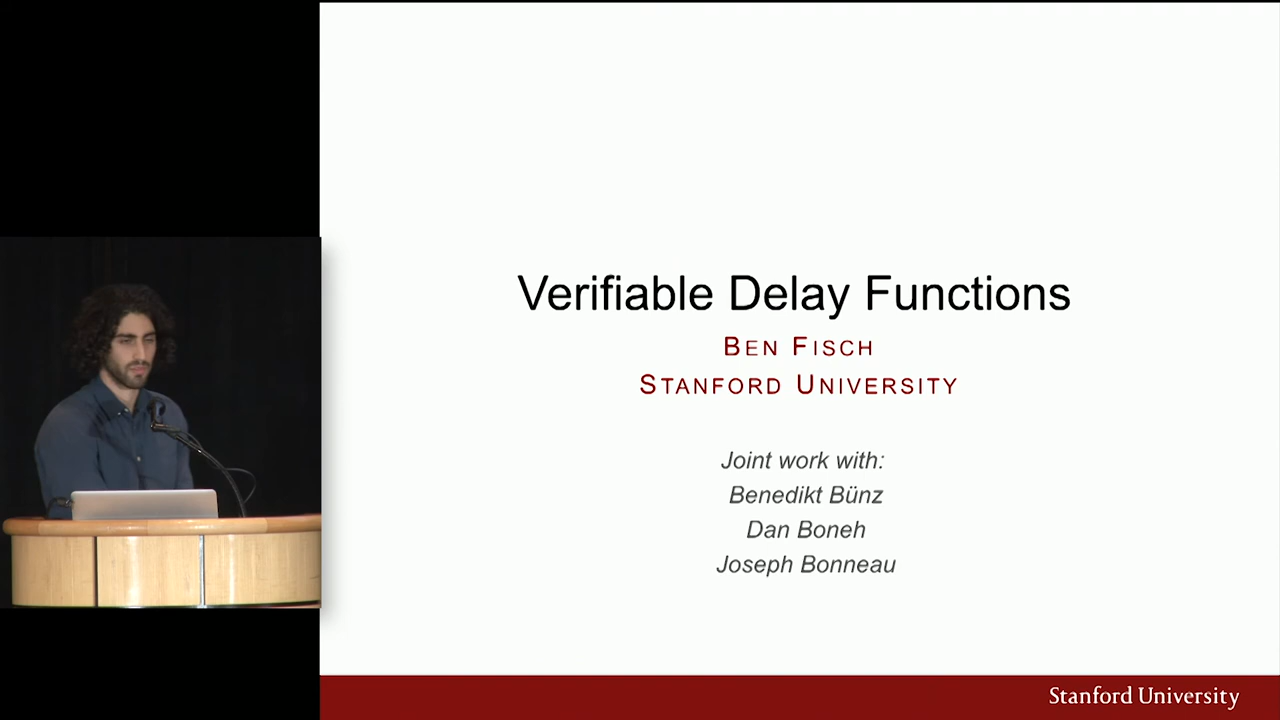 Verifiable Delay Functions
BEN FISCH
STANFORD UNIVERSITY
Joint work with:
Benedikt Bünz
Dan Boneh
Joseph Bonneau
Stanford University